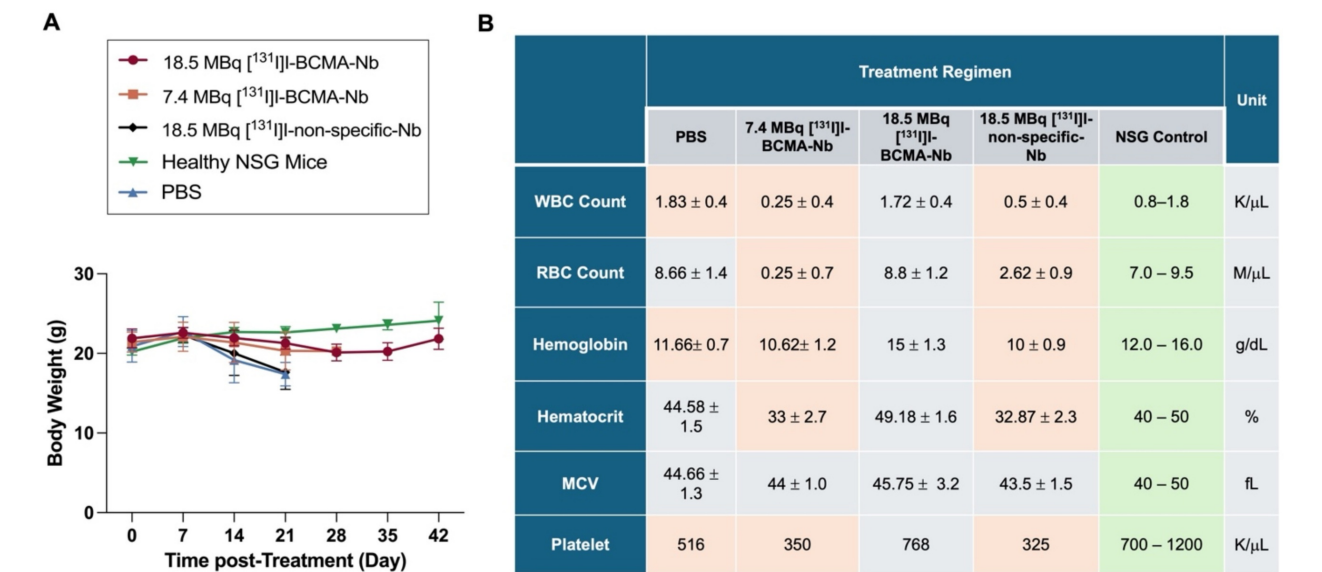 A
18.5 MBq [131I]I-BCMA-Nb
7.4 MBq [131I]I-BCMA-Nb
18.5 MBq [131I]I-non-specific-Nb
Healthy NSG Mice
PBS
Body Weight (g)
30
20
10
0
0 7 14 21 28 35 42
Time post-Treatment (Day)
B
Treatment Regimen
Unit
PBS
7.4 MBq [131I]I-
BCMA-Nb
18.5 MBq
[131I]I-
BCMA-Nb
18.5 MBq [131I]I-
non-specific-
Nb
NSG Control
WBC Count 1.83 ± 0.4 0.25 ± 0.4 1.72 ± 0.4 0.5 ± 0.4 0.8–1.8 K/μL
RBC Count 8.66 ± 1.4 0.25 ± 0.7 8.8 ± 1.2 2.62 ± 0.9 7.0 – 9.5 M/μL
Hemoglobin 11.66± 0.7 10.62± 1.2 15 ± 1.3 10 ± 0.9 12.0 – 16.0 g/dL
Hematocrit 44.58 ±
1.5 33 ± 2.7 49.18 ± 1.6 32.87 ± 2.3 40 – 50 %
MCV 44.66 ±
1.3 44 ± 1.0 45.75 ± 3.2 43.5 ± 1.5 40 – 50 fL
Platelet 516 350 768 325 700 – 1200 K/μL